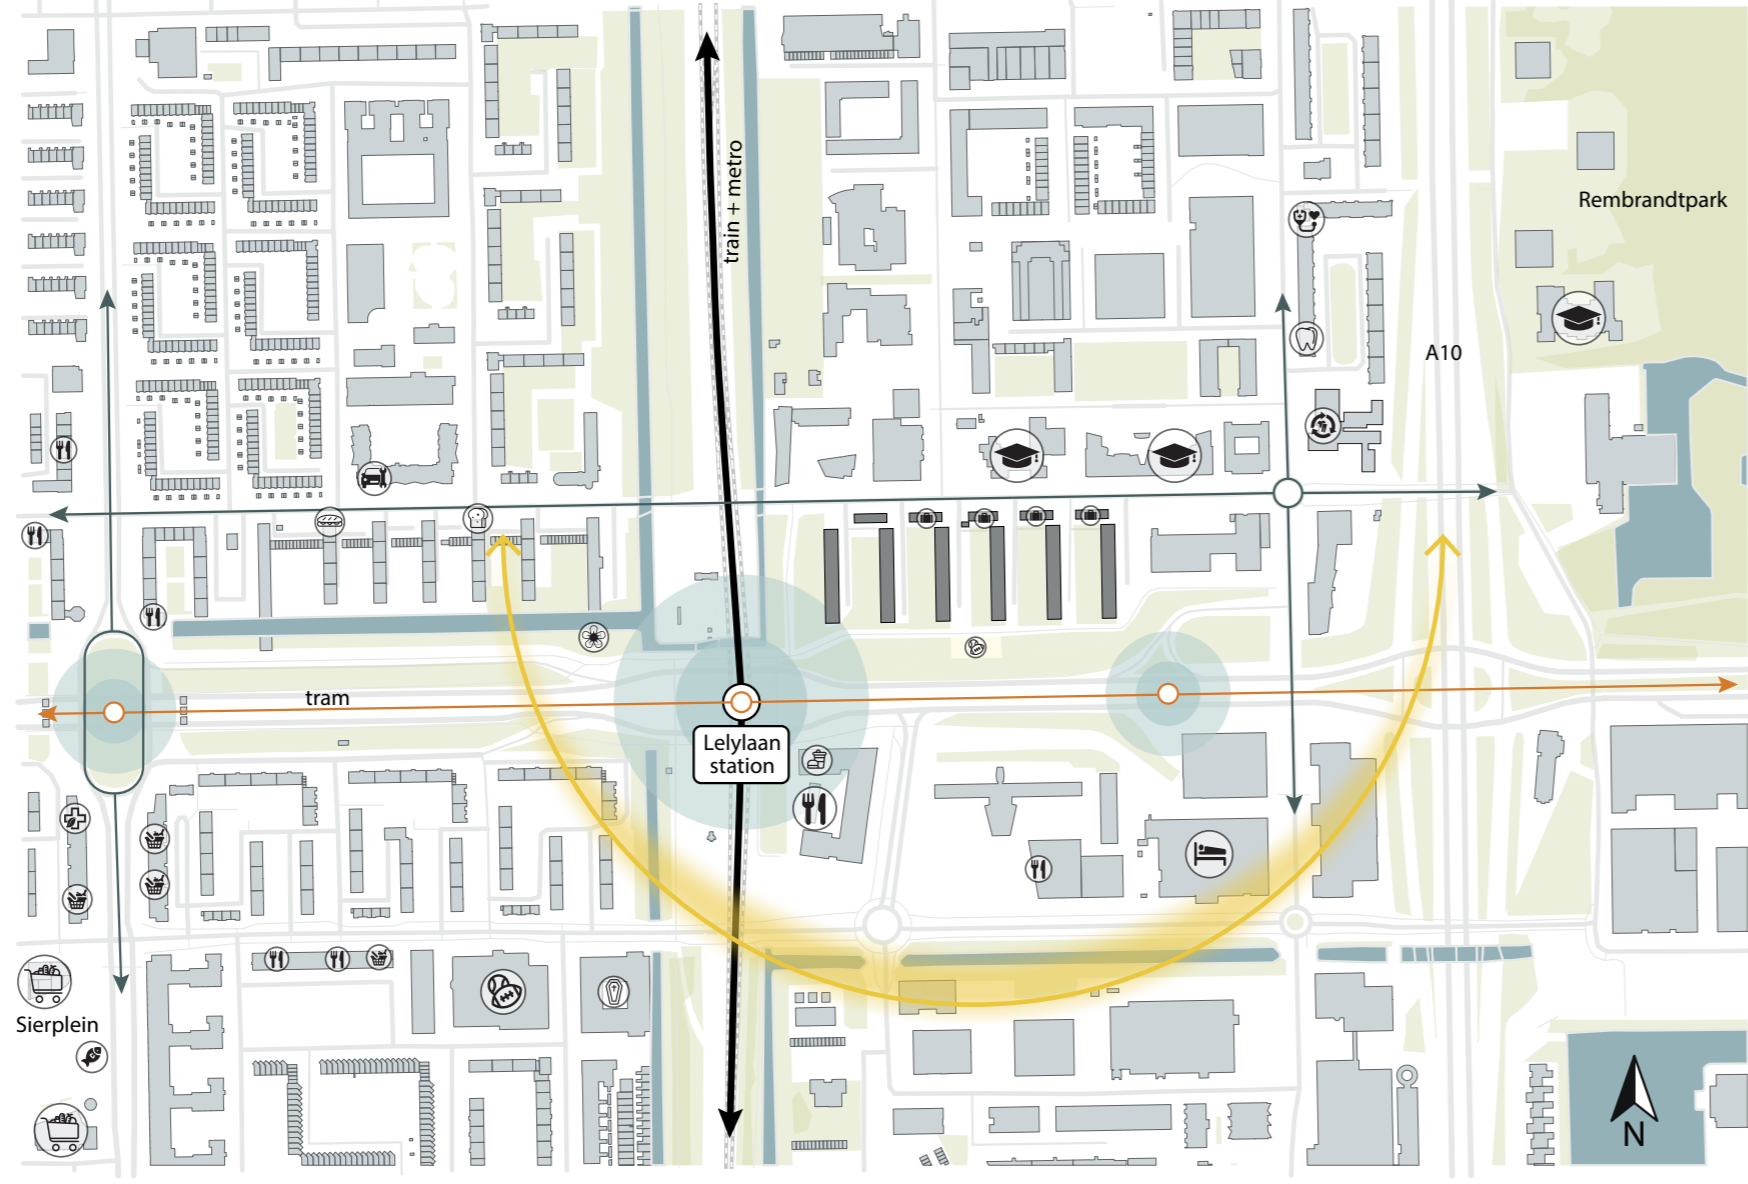 train + metro
Rembrandtpark
A10
tram
Lelylaan
station
Sierplein
N